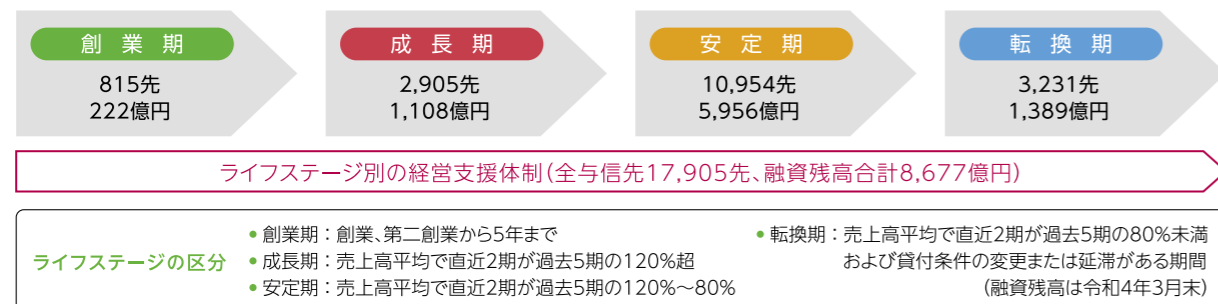 創業期
815先
222億円
成長期
2,905先
1,108億円
安定期
10,954先
5,956億円
転換期
3,231先
1,389億円
ライフステージ別の経営支援体制(全与信先17,905先、融資残高合計8,677億円)
ライフステージの区分
• 創業期:創業、第二創業から5年まで
• 成長期:売上高平均で直近2期が過去5期の120%超
• 安定期:売上高平均で直近2期が過去5期の120%~80%
• 転換期:売上高平均で直近2期が過去5期の80%未満
および貸付条件の変更または延滞がある期間
(融資残高は令和4年3月末)